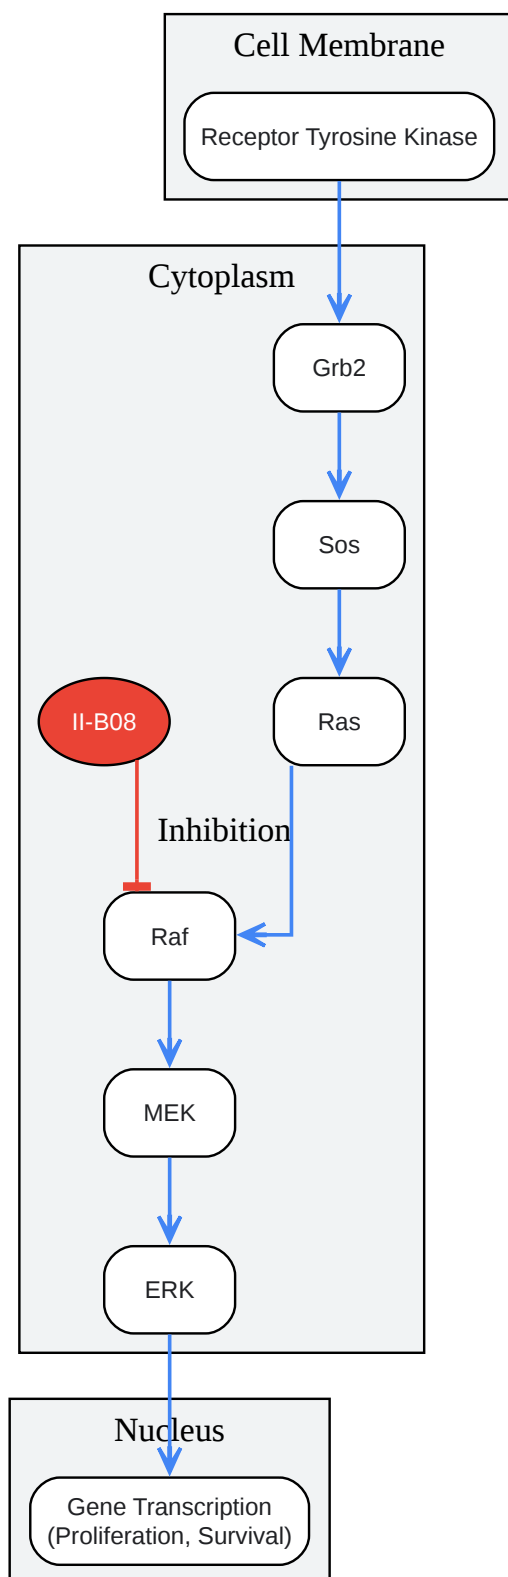 Cell Membrane
Receptor Tyrosine Kinase
Cytoplasm
Grb2
Sos
II-B08
Ras
Inhibition
Raf
MEK
ERK
Nucleus
Gene Transcription
(Proliferation, Survival)